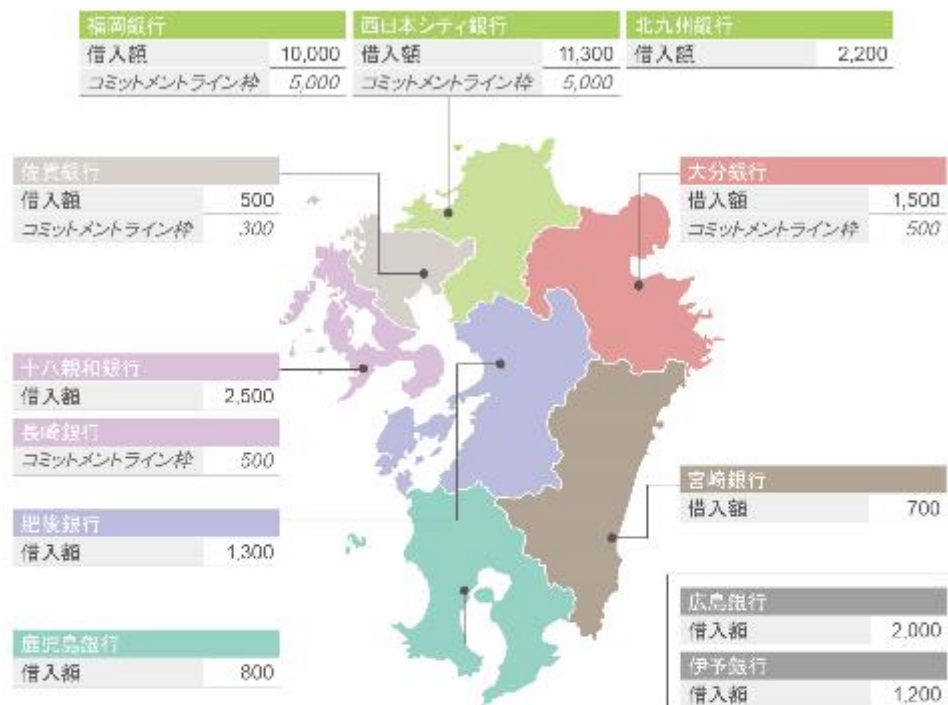 福岡銀行
借入額 10,000
コミットメントライン枠 5,000
西日本シティ銀行
借入額 11,300
コミットメントライン枠 5,000
北九州銀行
借入額 2,200
佐賀銀行
借入額 500
コミットメントライン枠 300
大分銀行
借入額 1,500
コミットメントライン枠 500
十八親和銀行
借入額 2,500
長崎銀行
コミットメントライン枠 500
宮崎銀行
借入額 700
肥後銀行
借入額 1,300
広島銀行
借入額 2,000
鹿児島銀行
借入額 800
伊予銀行
借入額 1,200